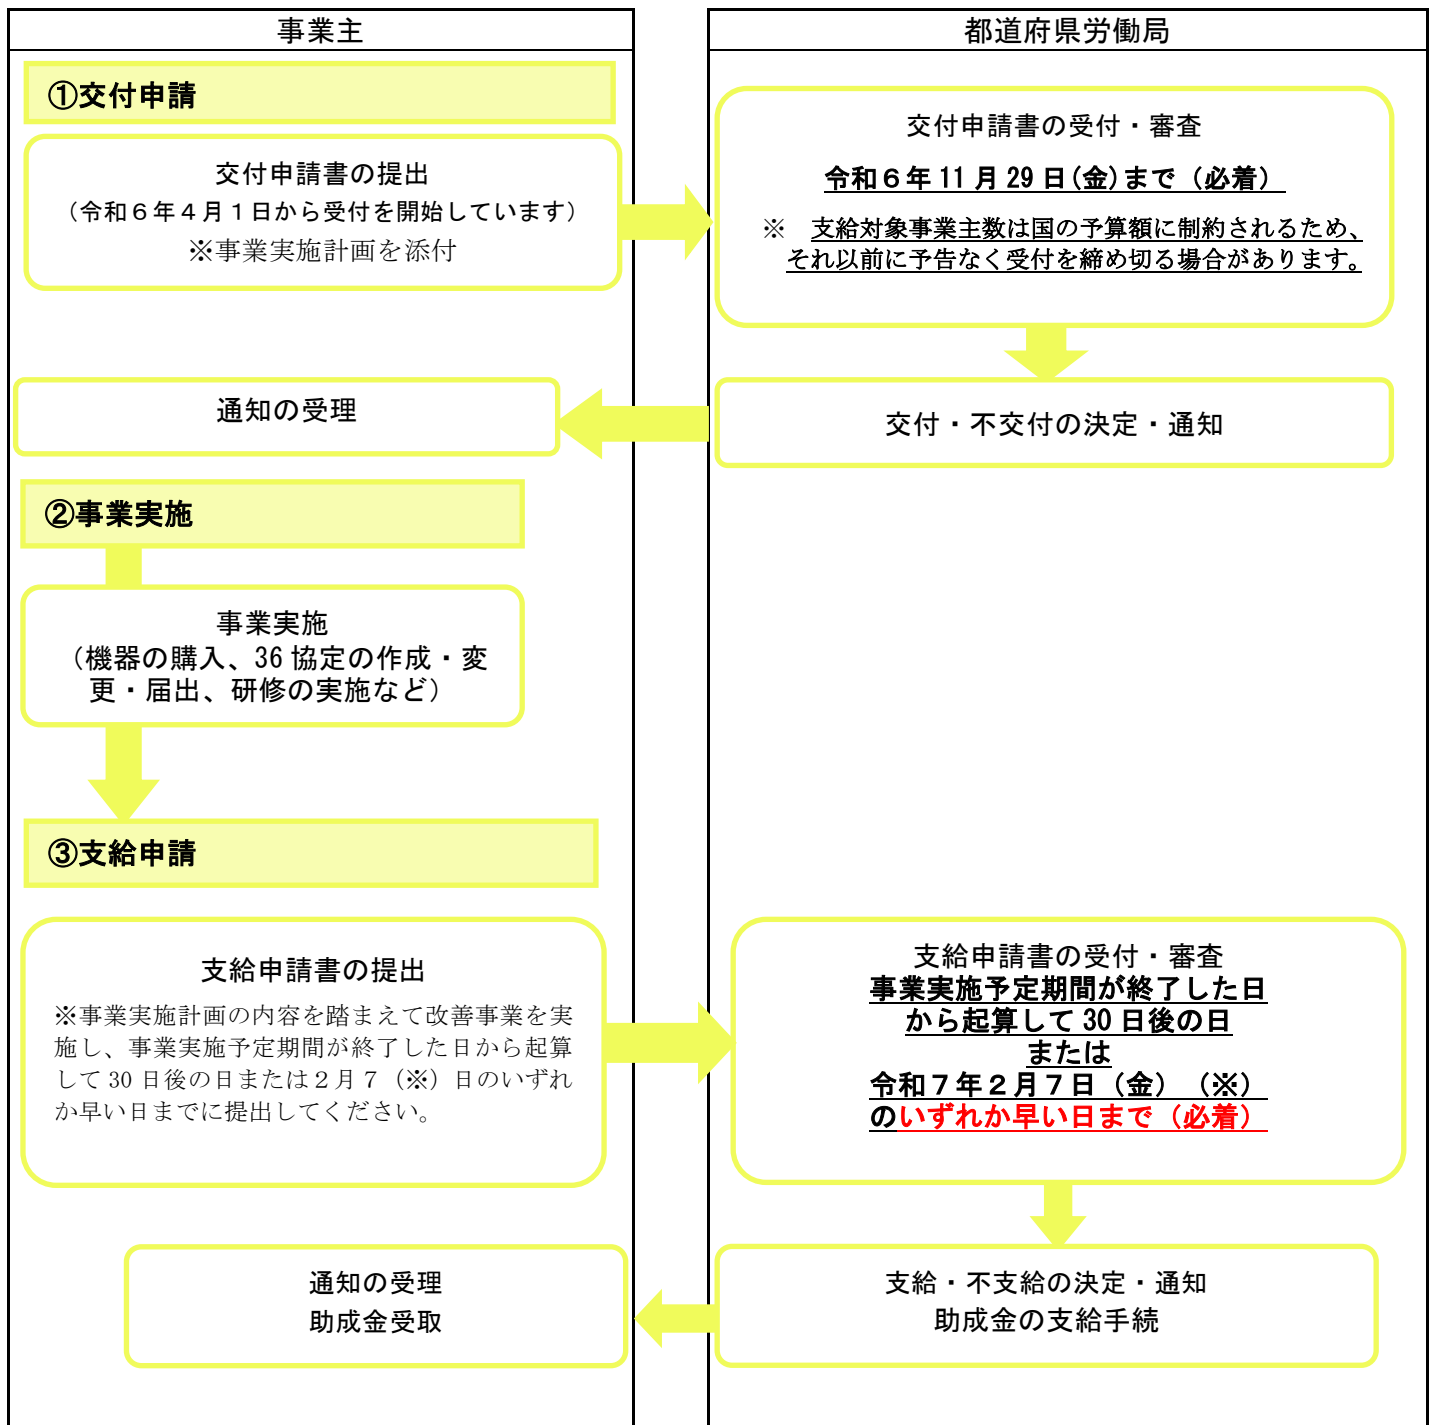 事業主
都道府県労働局
①交付申請
交付申請書の提出
（令和６年４月１日から受付を開始しています）
※事業実施計画を添付
交付申請書の受付・審査
令和６年 11 月 29 日(金)まで（必着）
※　支給対象事業主数は国の予算額に制約されるため、
それ以前に予告なく受付を締め切る場合があります。
通知の受理
交付・不交付の決定・通知
②事業実施
事業実施
（機器の購入、36 協定の作成・変
更・届出、研修の実施など）
③支給申請
支給申請書の提出
※事業実施計画の内容を踏まえて改善事業を実
施し、事業実施予定期間が終了した日から起算
して 30 日後の日または２月７（※）日のいずれ
か早い日までに提出してください。
支給申請書の受付・審査
事業実施予定期間が終了した日
から起算して 30 日後の日
または
令和７年２月７日（金）（※）
のいずれか早い日まで（必着）
通知の受理
助成金受取
支給・不支給の決定・通知
助成金の支給手続